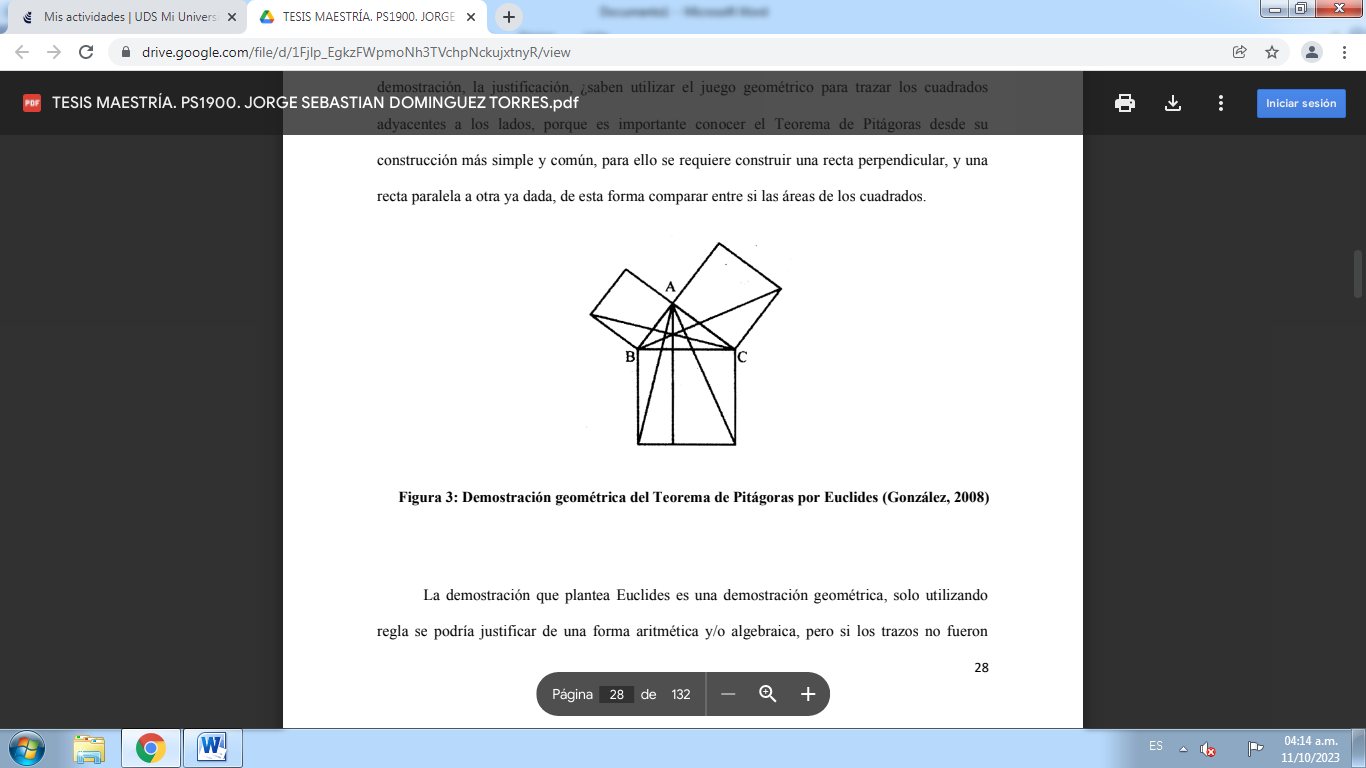 Documento1 - Microsoft Word
Mis actividades | UDS Mi Univers
TESIS MAESTRÍA. PS1900. JORGE
drive.google.com/file/d/1Fjlp_EgkzFWpmoNh3TVchpNckujxtnyR/view
TESIS MAESTRÍA. PS1900. JORGE SEBASTIAN DOMINGUEZ TORRES.pdf
Iniciar sesión
demostración, la justificación, ¿saben utilizar el juego geométrico para trazar los cuadrados
adyacentes a los lados, porque es importante conocer el Teorema de Pitágoras desde su
construcción más simple y común, para ello se requiere construir una recta perpendicular, y una
recta paralela a otra ya dada, de esta forma comparar entre si las áreas de los cuadrados.
A
B
C
Figura 3: Demostración geométrica del Teorema de Pitágoras por Euclides (González, 2008)
La demostración que plantea Euclides es una demostración geométrica, solo utilizando
regla se podría justificar de una forma aritmética y/o algebraica, pero si los trazos no fueron
28
Página 28 de 132
ES
04:14 a.m.
11/10/2023